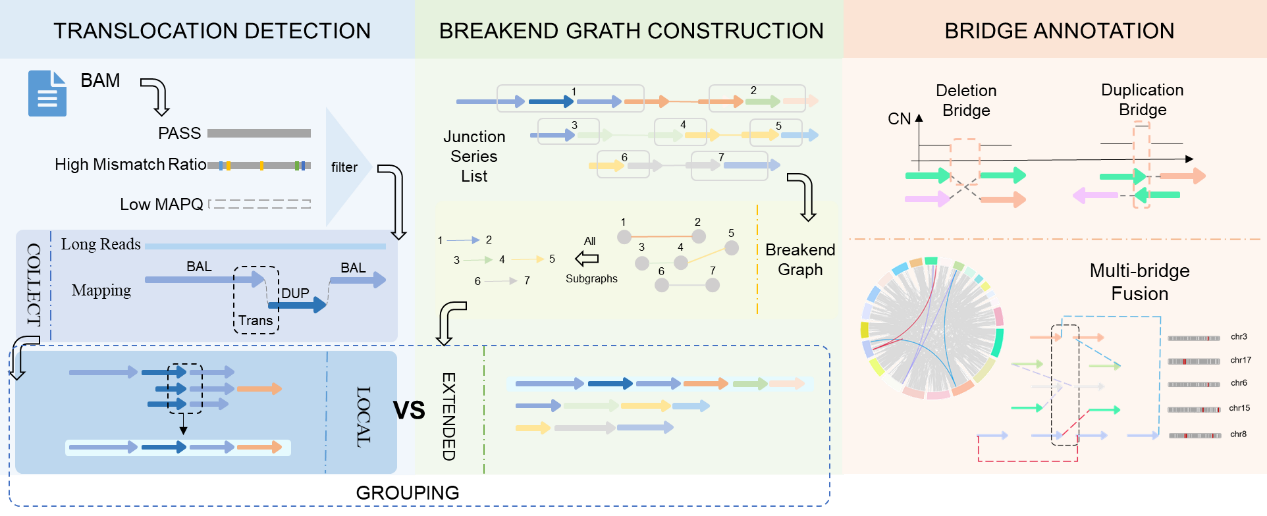 TRANSLOCATION DETECTION
BAM
PASS
High Mismatch Ratio
Low MAPQ
filter
COLLECT
Long Reads
Mapping
BAL
BAL
DUP
Trans
LOCAL
VS
EXTENDED
GROUPING
BREAKEND GRATH CONSTRUCTION
Junction
Series
List
1
2
3
4
5
6
7
1
2
3
4
5
6
7
All
Subgraphs
1
2
3
4
5
6
7
Breakend
Graph
BRIDGE ANNOTATION
Deletion
Bridge
Duplication
Bridge
CN
Multi-bridge
Fusion
chr3
chr17
chr6
chr15
chr8